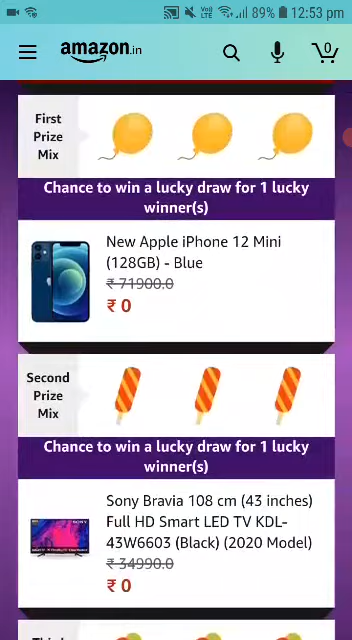 89% 12:53 pm
amazon.in
0
First
Prize
Mix
Chance to win a lucky draw for 1 lucky
winner(s)
New Apple iPhone 12 Mini
(128GB) - Blue
₹ 71900.0
₹ 0
Second
Prize
Mix
Chance to win a lucky draw for 1 lucky
winner(s)
SONY
Sony Bravia 108 cm (43 inches)
Full HD Smart LED TV KDL-
43W6603 (Black) (2020 Model)
₹ 34990.0
₹ 0